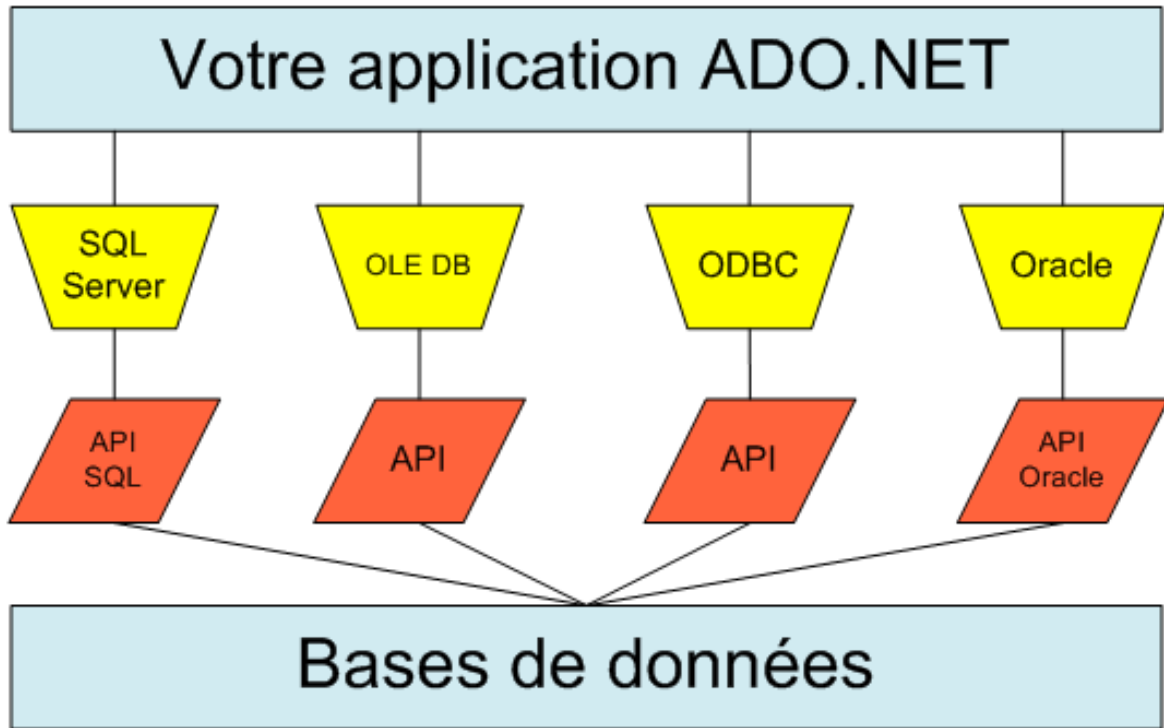 Votre application ADO.NET
SQL
Server
OLE DB
ODBC
Oracle
API
SQL
API
API
API
Oracle
Bases de données